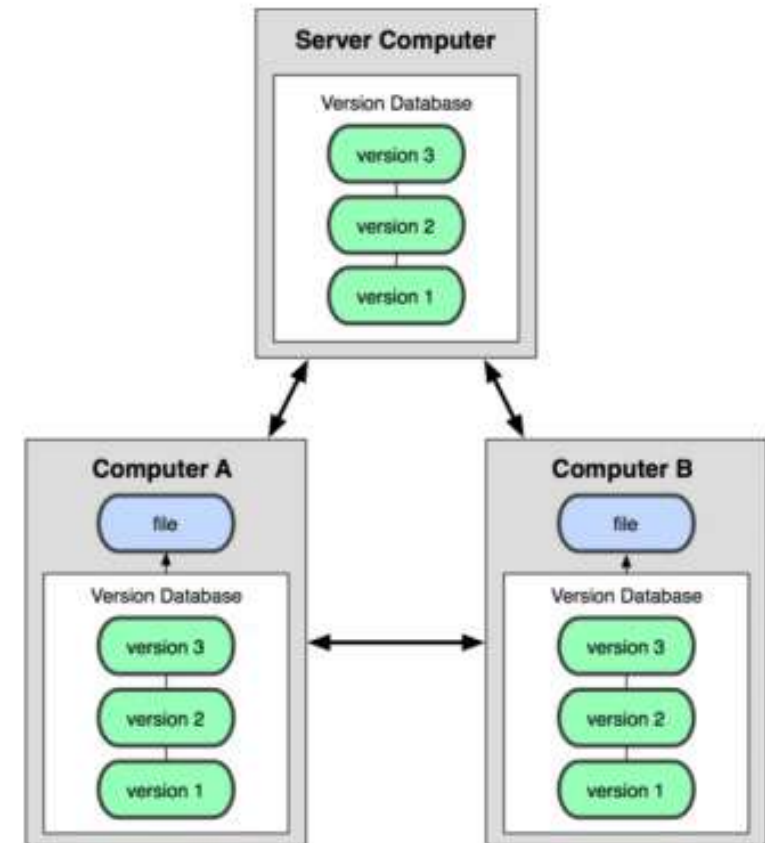 Server Computer
Version Database
version 3
version 2
version 1
Computer A
file
Version Database
version 3
version 2
version 1
Computer B
file
Version Database
version 3
version 2
version 1